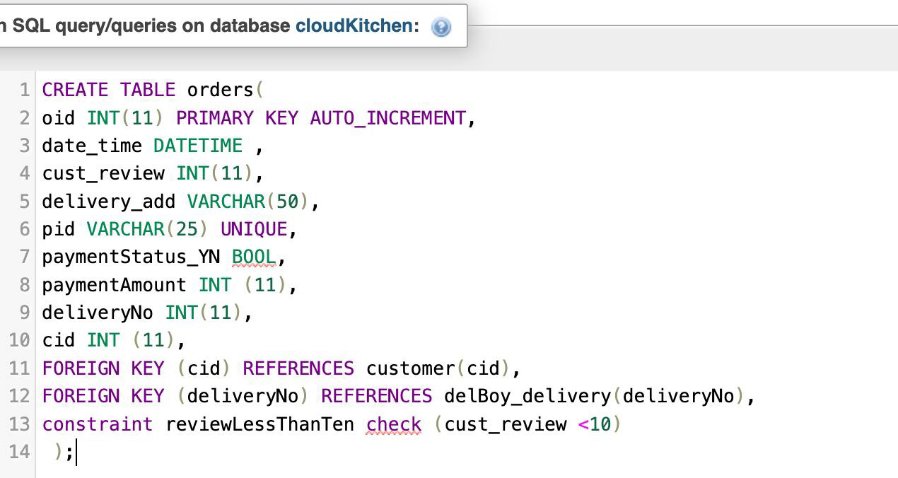 SQL query/queries on database cloudKitchen:
1 CREATE TABLE orders(
2 oid INT(11) PRIMARY KEY AUTO_INCREMENT,
3 date_time DATETIME ,
4 cust_review INT(11),
5 delivery_add VARCHAR(50),
6 pid VARCHAR(25) UNIQUE,
7 paymentStatus_YN BOOL,
8 paymentAmount INT (11),
9 deliveryNo INT(11),
10 cid INT (11),
11 FOREIGN KEY (cid) REFERENCES customer(cid),
12 FOREIGN KEY (deliveryNo) REFERENCES delBoy_delivery(deliveryNo),
13 constraint reviewLessThanTen check (cust_review <10)
14 );